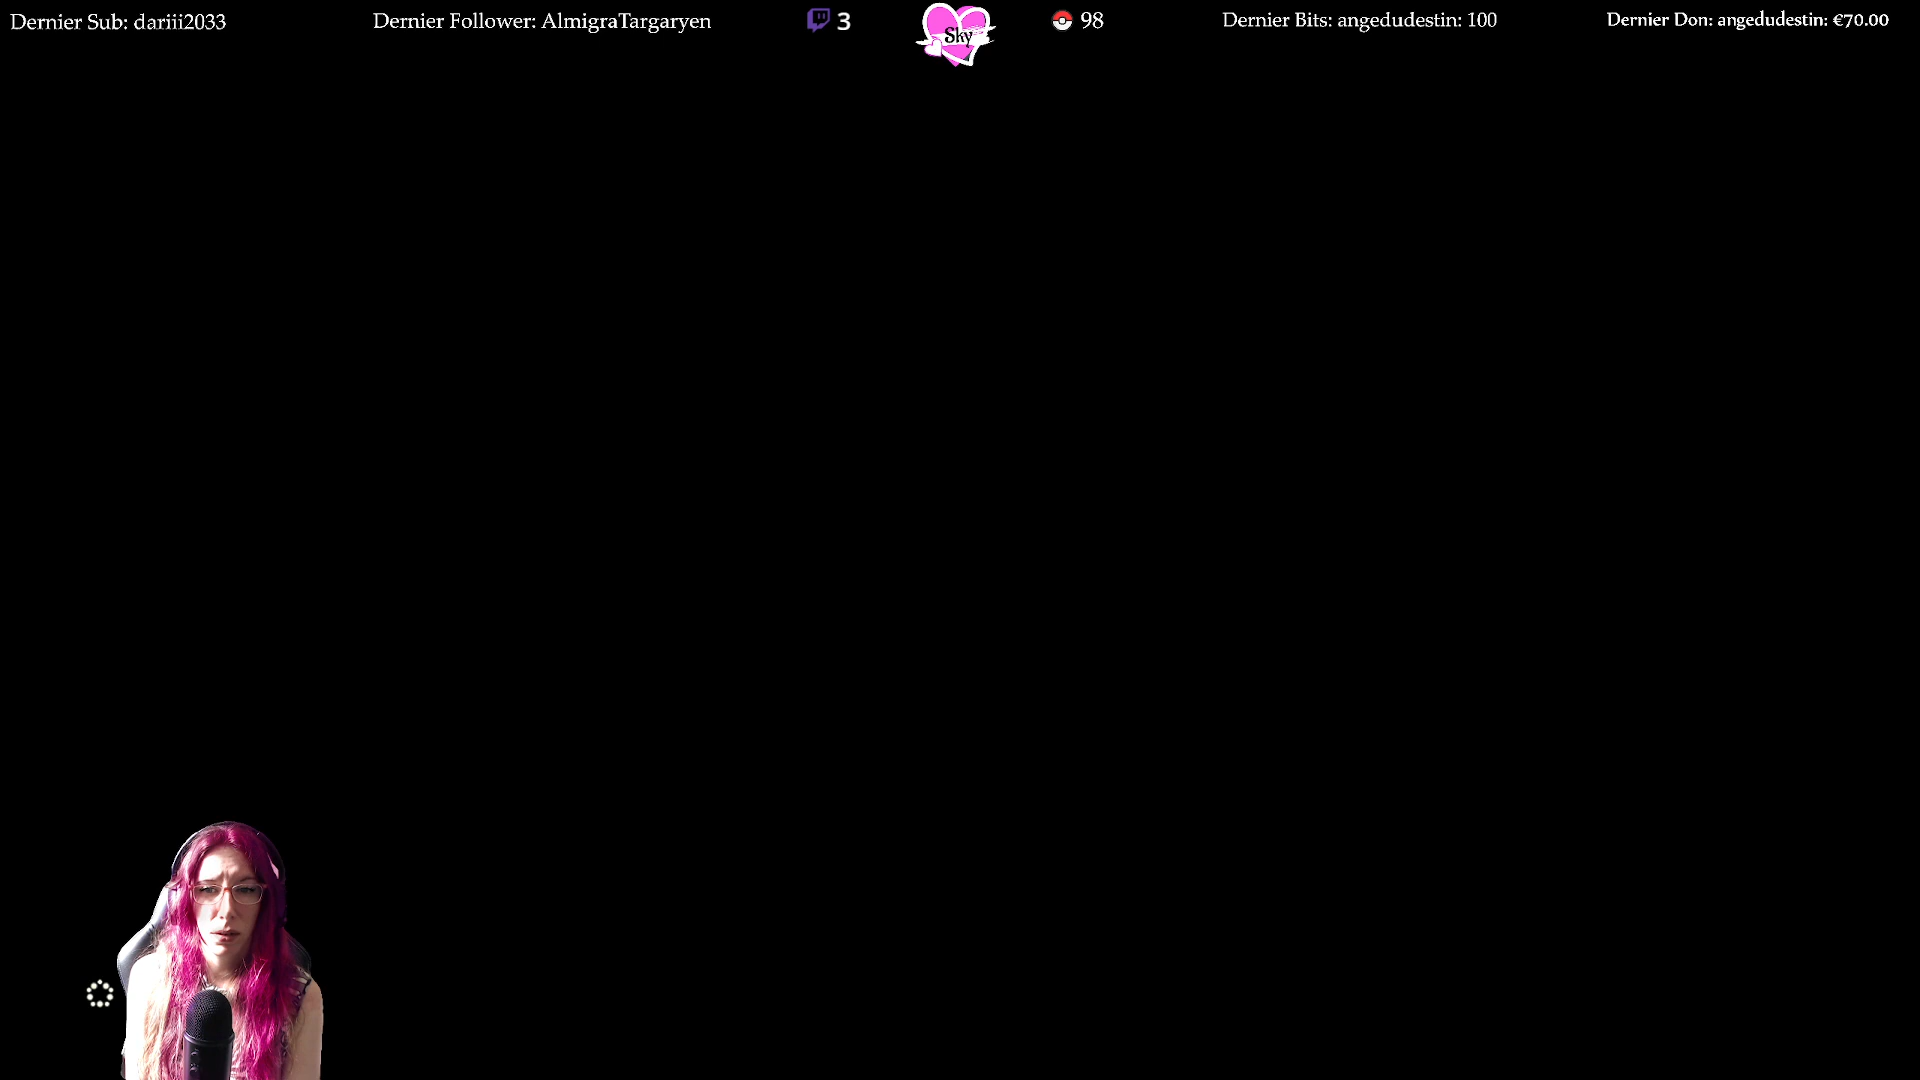 Dernier Sub: dariii2033
Dernier Follower: AlmigraTargaryen
3
Sky
98
Dernier Bits: angedudestin: 100
Dernier Don: angedudestin: €70.00